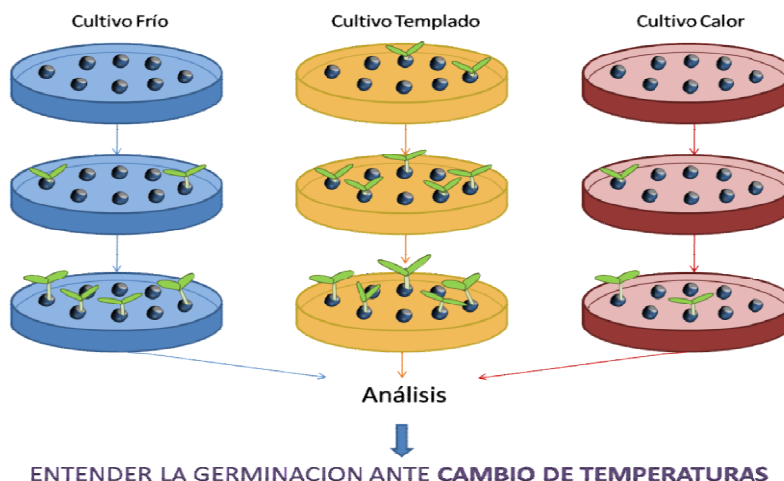 Cultivo Frío
Cultivo Templado
Cultivo Calor
Análisis
ENTENDER LA GERMINACION ANTE CAMBIO DE TEMPERATURAS